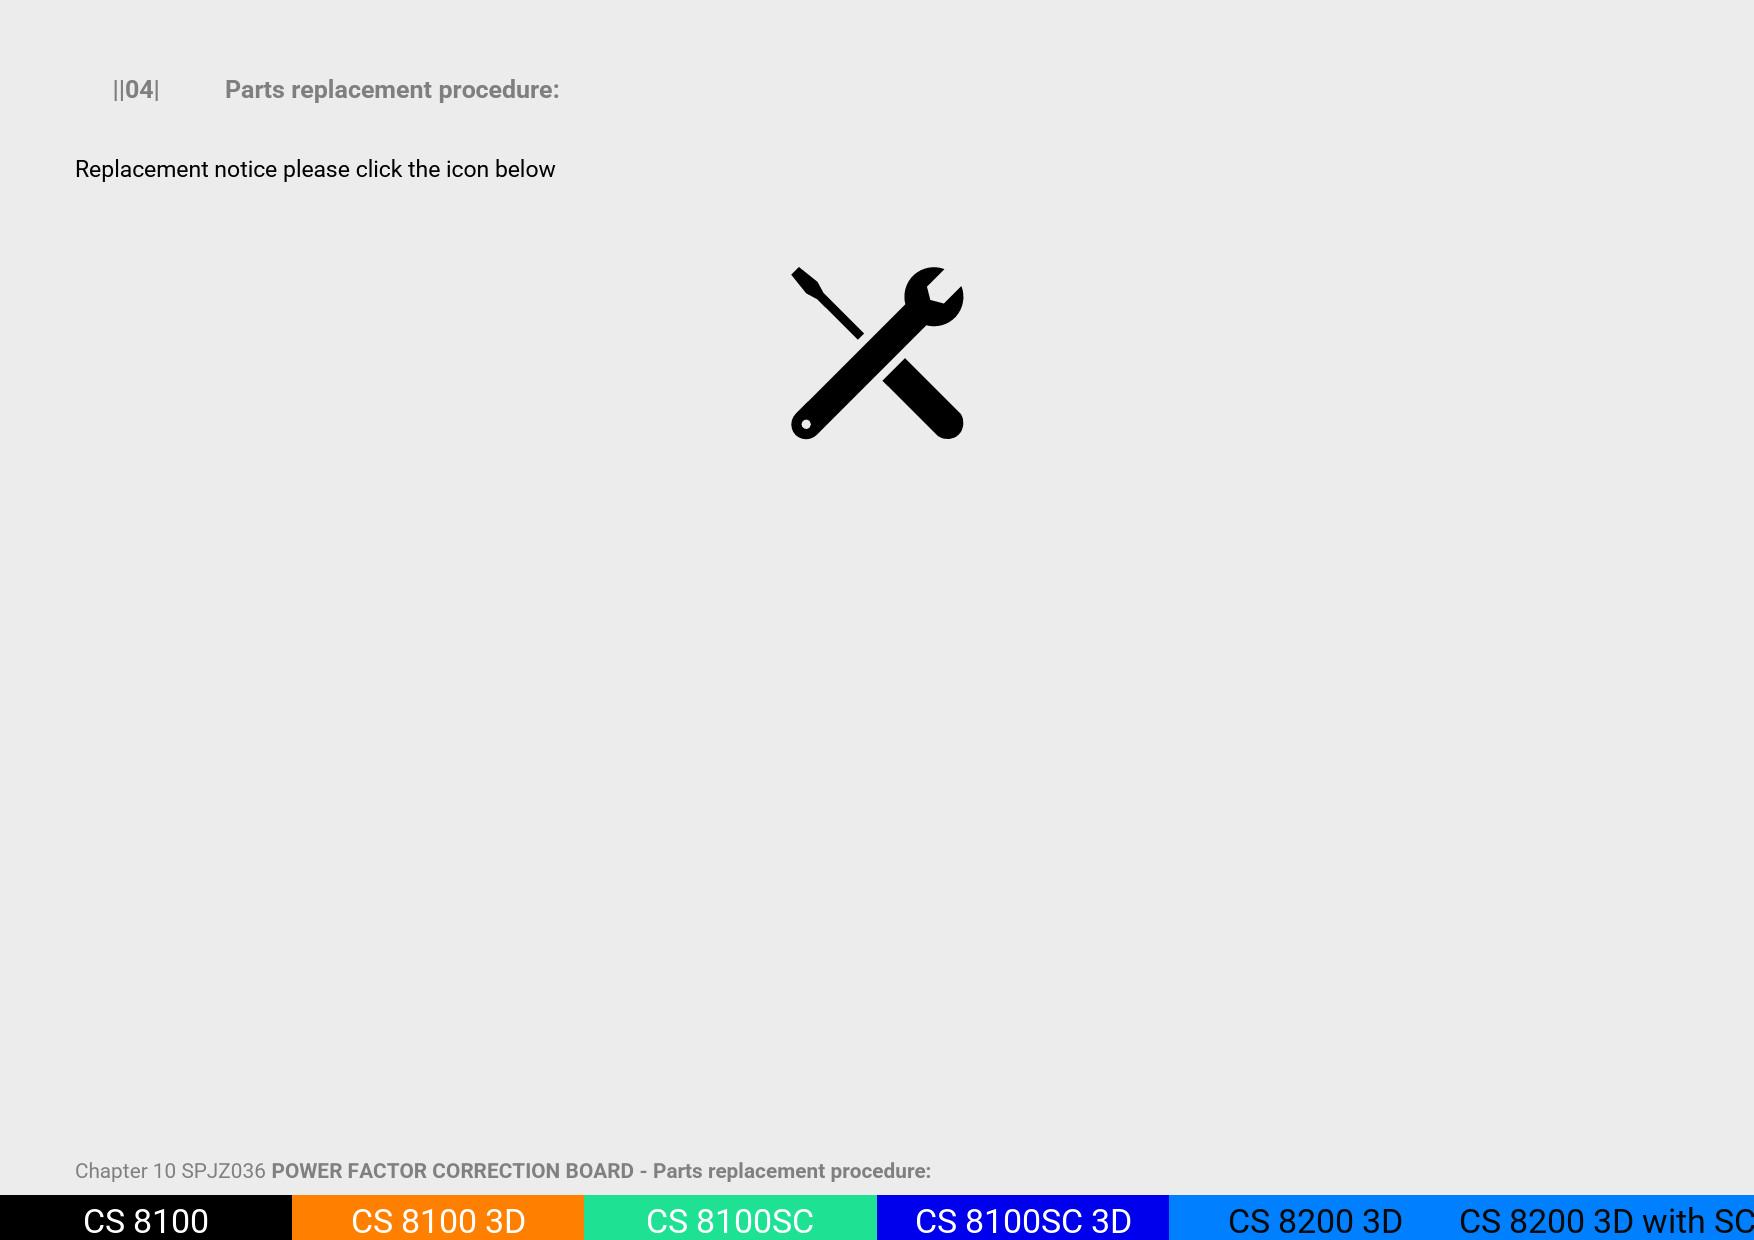 ||04| Parts replacement procedure:
Replacement notice please click the icon below
Chapter 10 SPJZ036 POWER FACTOR CORRECTION BOARD - Parts replacement procedure:
CS 8100 CS 8100 3D CS 8100SC CS 8100SC 3D CS 8200 3D CS 8200 3D with SC